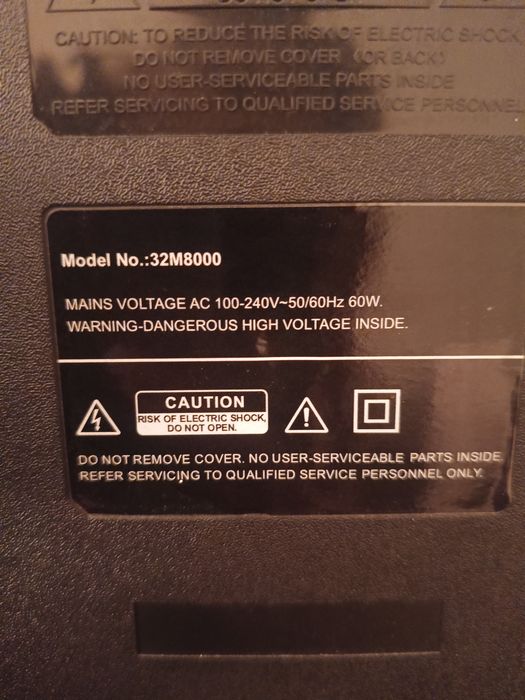 CAUTION: TO REDUCE THE RISK OF ELECTRIC SHOCK
DO NOT REMOVE COVER (OR BACK)
NO USER-SERVICEABLE PARTS INSIDE
REFER SERVICING TO QUALIFIED SERVICE PERSONNEL
Model No.:32M8000
MAINS VOLTAGE AC 100-240V~50/60Hz 60W.
WARNING-DANGEROUS HIGH VOLTAGE INSIDE.
CAUTION
RISK OF ELECTRIC SHOCK,
DO NOT OPEN.
DO NOT REMOVE COVER. NO USER-SERVICEABLE PARTS INSIDE.
REFER SERVICING TO QUALIFIED SERVICE PERSONNEL ONLY.